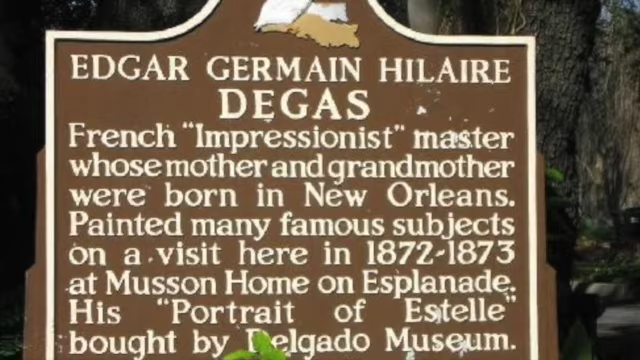 EDGAR GERMAIN HILAIRE
DEGAS
French "Impressionist" master
whose mother and grandmother
were born in New Orleans.
Painted many famous subjects
on a visit here in 1872-1873
at Musson Home on Esplanade.
His "Portrait of Estelle"
bought by Delgado Museum.